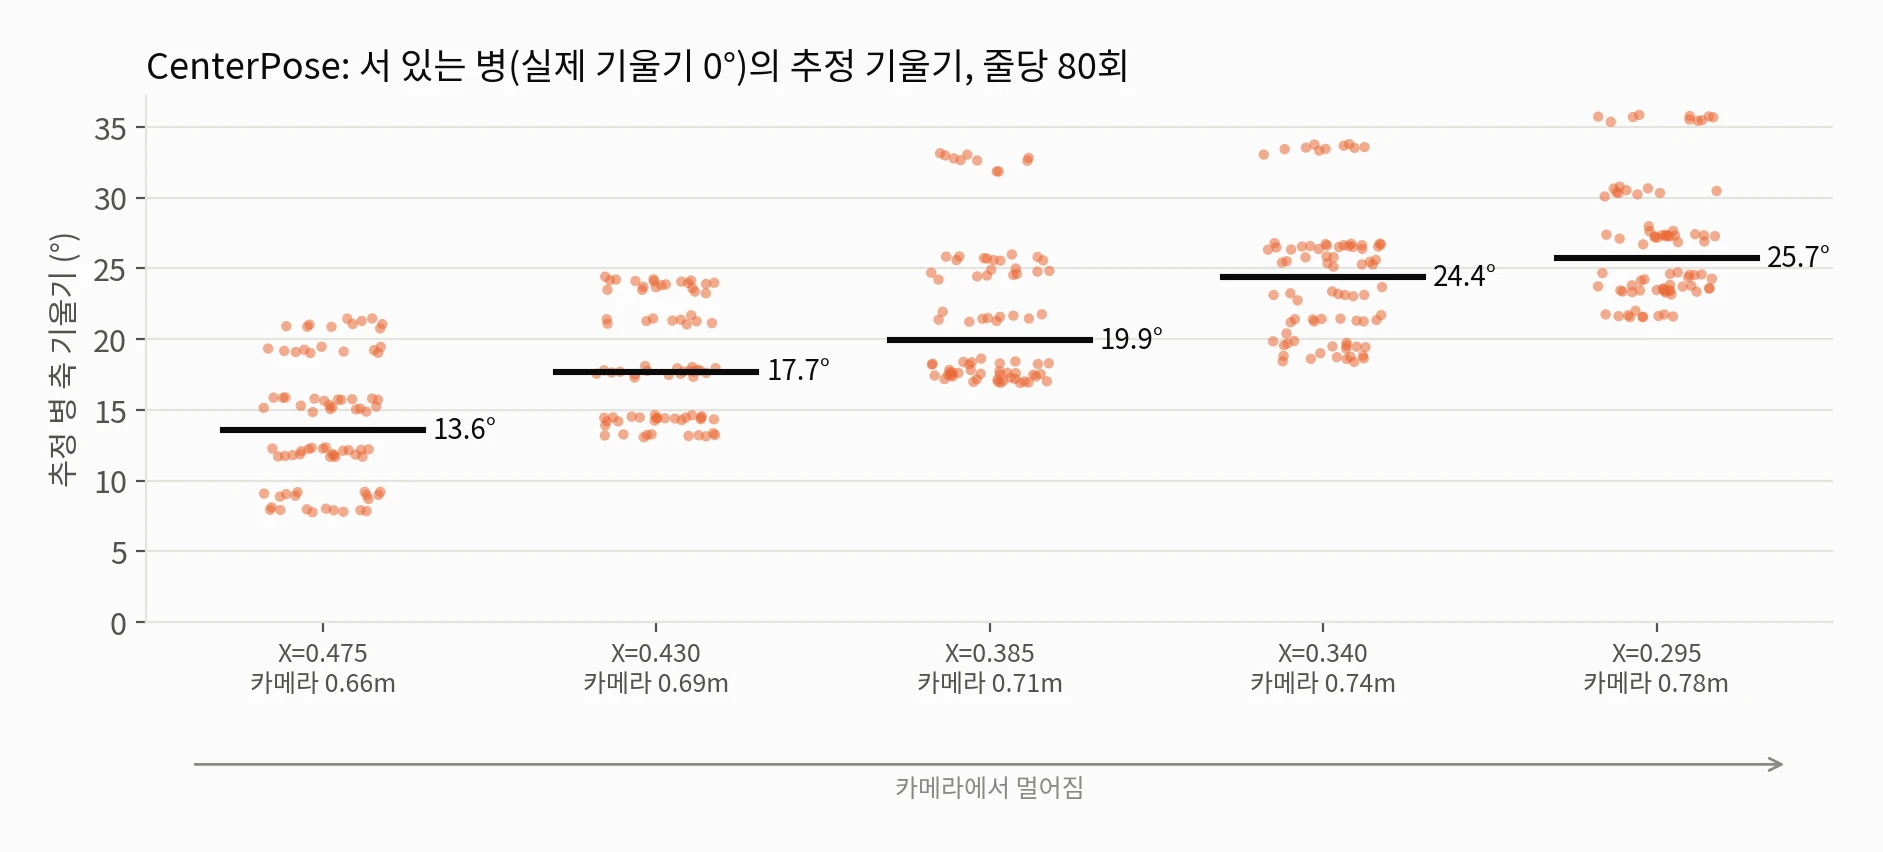 CenterPose: 서 있는 병(실제 기울기 0°)의 추정 기울기, 줄당 80회
추정 병 축 기울기 (°)
35
30
25
20
15
10
5
0
13.6°
17.7°
19.9°
24.4°
25.7°
X=0.475
카메라 0.66m
X=0.430
카메라 0.69m
X=0.385
카메라 0.71m
X=0.340
카메라 0.74m
X=0.295
카메라 0.78m
카메라에서 멀어짐